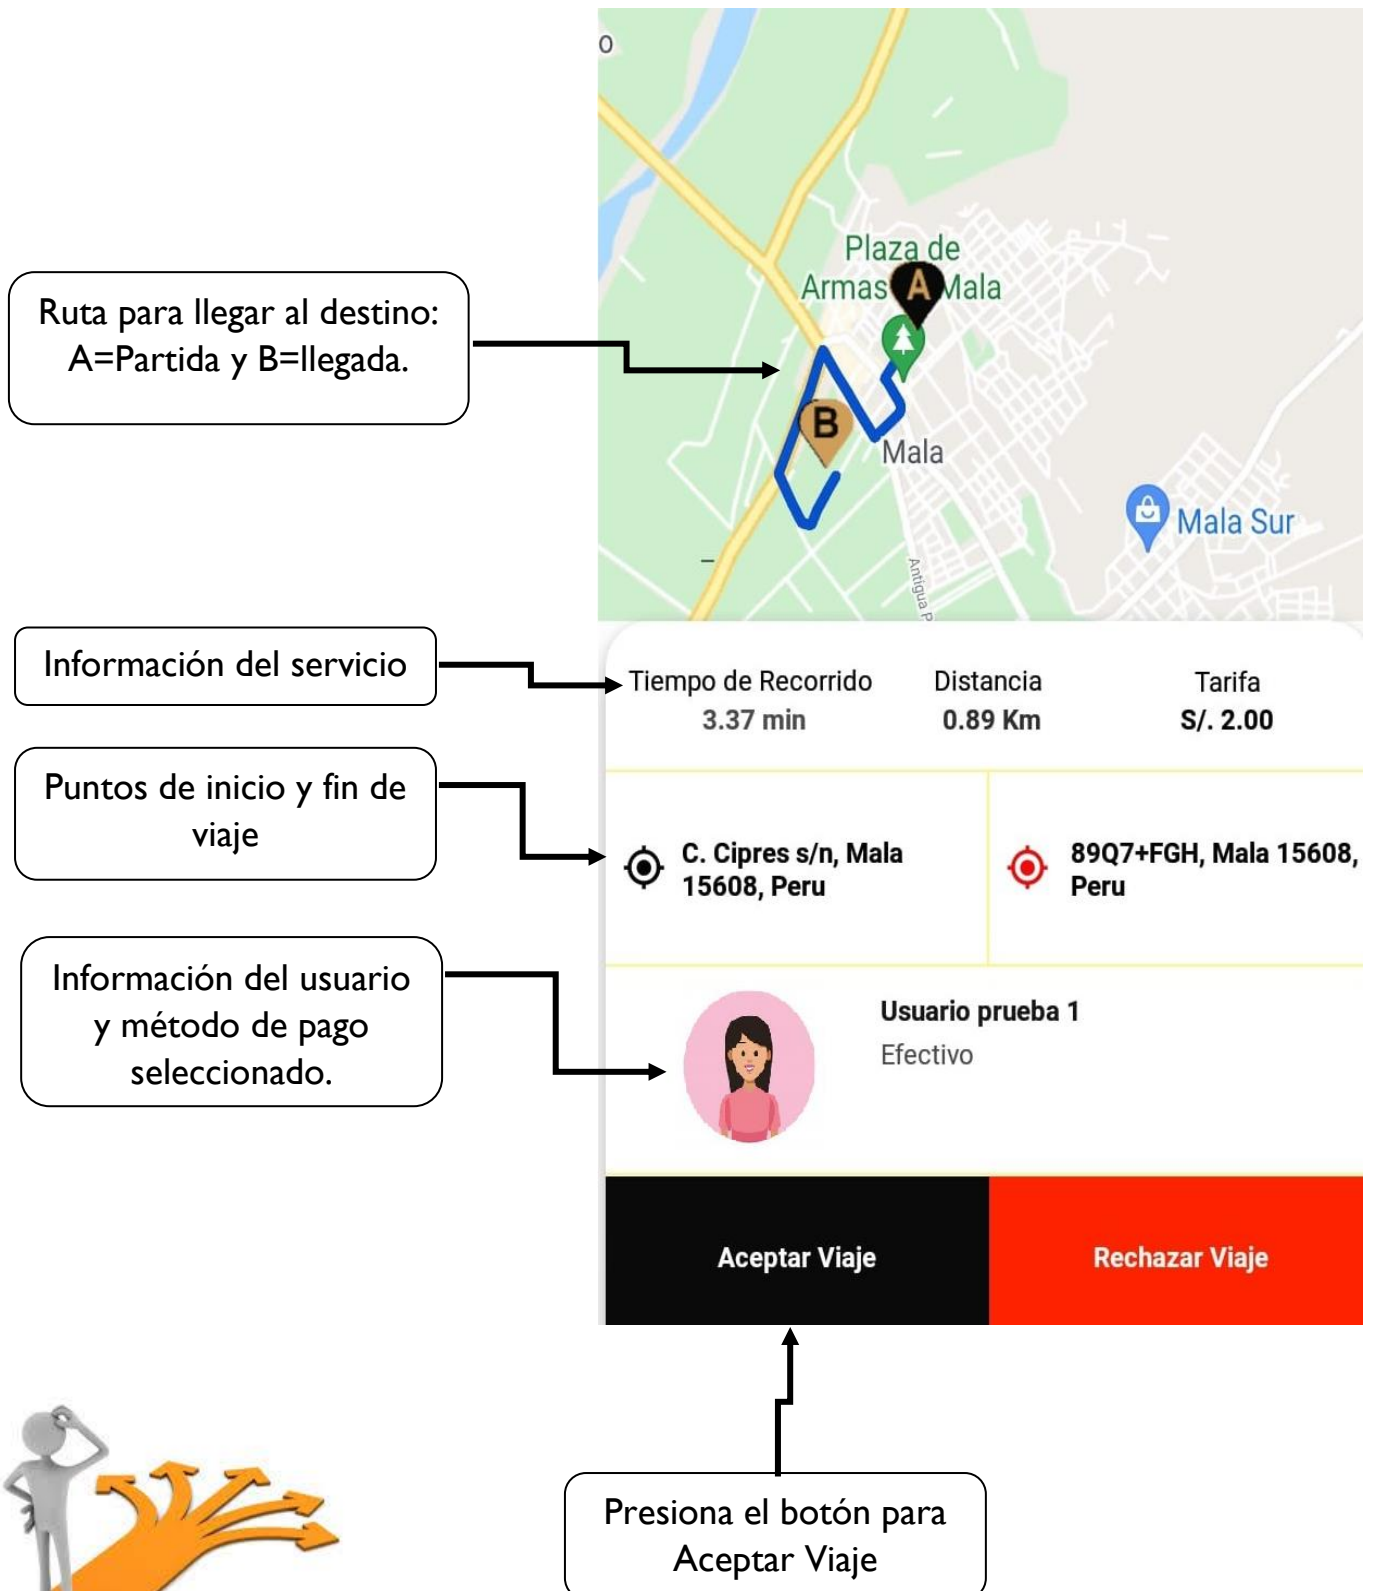 O
Plaza de
Armas Mala
A
Ruta para llegar al destino:
A=Partida y B=llegada.
B
Mala
Mala Sur
Antigua P
Información del servicio
Tiempo de Recorrido
3.37 min
Distancia
0.89 Km
Tarifa
S/. 2.00
Puntos de inicio y fin de
viaje
C. Cipres s/n, Mala
15608, Peru
89Q7+FGH, Mala 15608,
Peru
Información del usuario
y método de pago
seleccionado.
Usuario prueba 1
Efectivo
Aceptar Viaje
Rechazar Viaje
Presiona el botón para
Aceptar Viaje